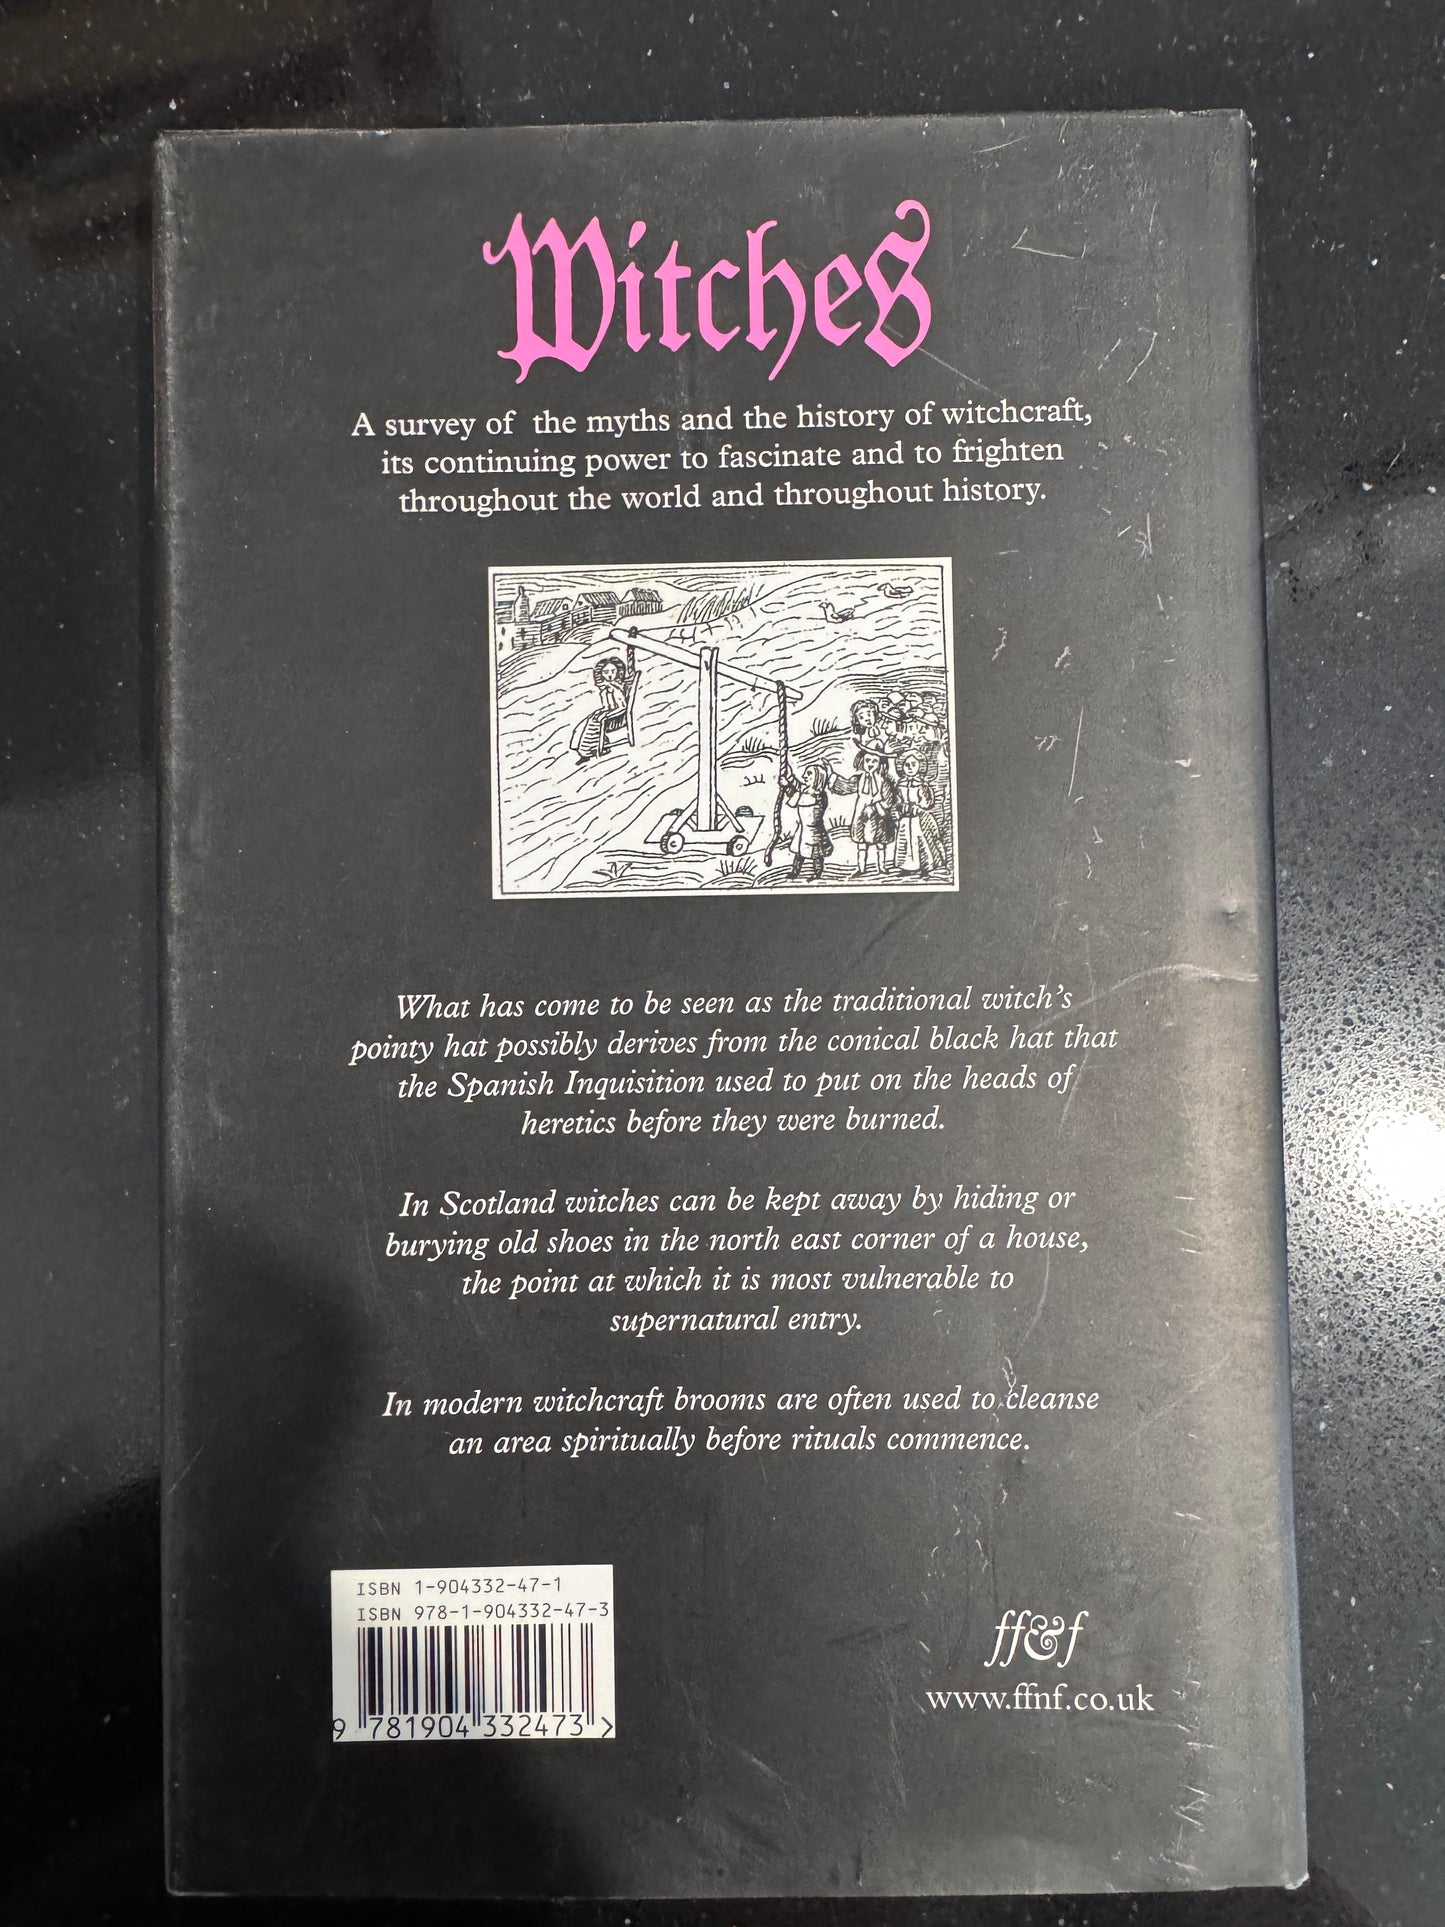 Witches
A survey of the myths and the history of witchcraft,
its continuing power to fascinate and to frighten
throughout the world and throughout history.
What has come to be seen as the traditional witch's
pointy hat possibly derives from the conical black hat that
the Spanish Inquisition used to put on the heads of
heretics before they were burned.
In Scotland witches can be kept away by hiding or
burying old shoes in the north east corner of a house,
the point at which it is most vulnerable to
supernatural entry.
In modern witchcraft brooms are often used to cleanse
an area spiritually before rituals commence.
ISBN 1-904332-47-1
ISBN 978-1-904332-47-3
9 781904 332473 >
ff&f
www.ffnf.co.uk